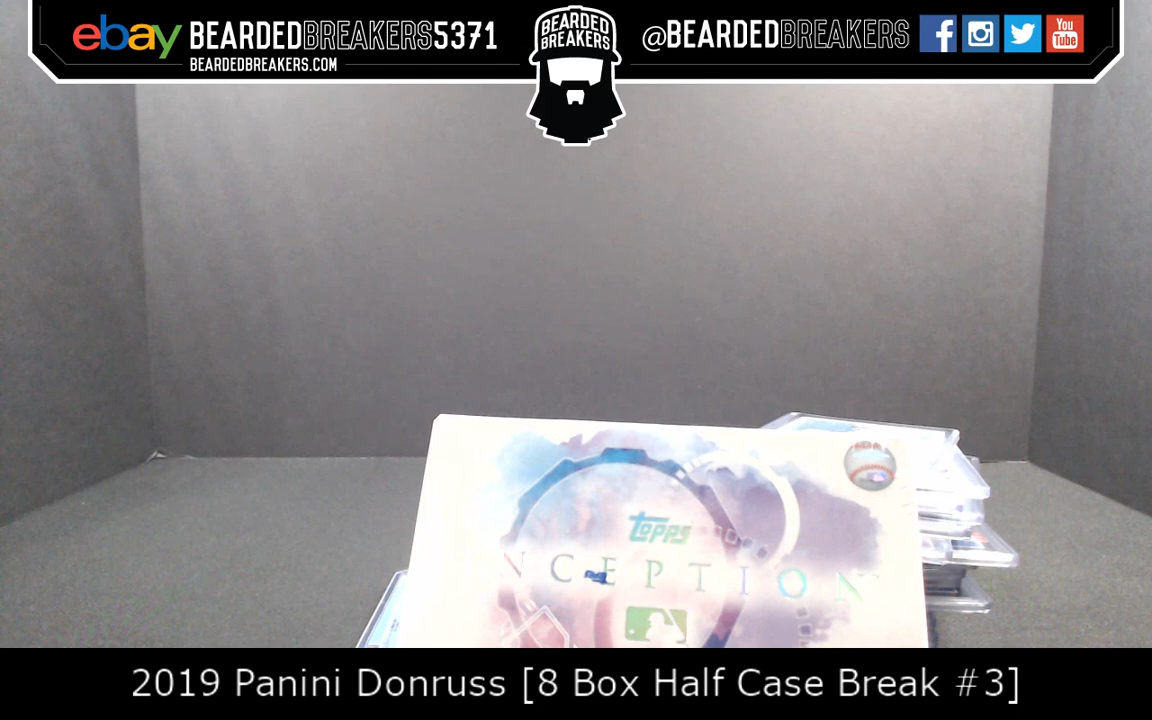 ebay BEARDEDBREAKERS5371
BEARDEDBREAKERS.COM
BEARDED
BREAKERS
@BEARDEDBREAKERS
You
Tube
TOPPS
NCEPTION
2019 Panini Donruss [8 Box Half Case Break #3]